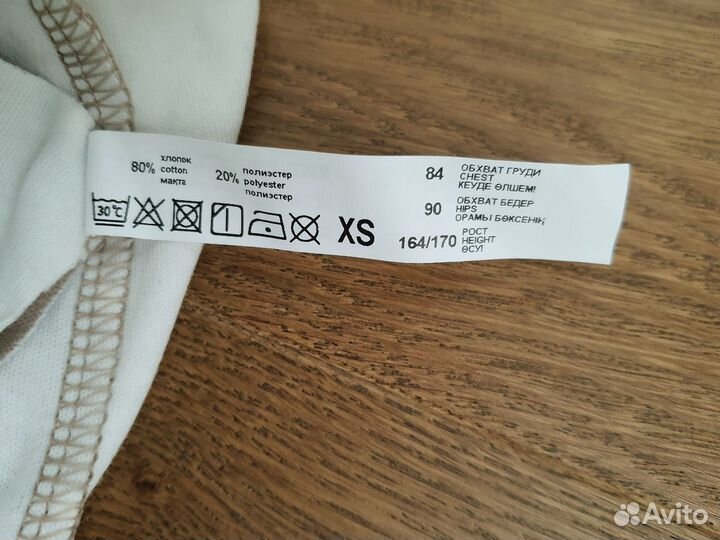 80% хлопок
cotton
мақта
20% полиэстер
polyester
полиэстер
30°C
XS
84 ОБХВАТ ГРУДИ
CHEST
КЕУДЕ ӨЛШЕМІ
90 ОБХВАТ БЕДЕР
HIPS
ОРАМЫ БӨКСЕНІҢ
164/170 РОСТ
HEIGHT
ӨСУІ
Avito